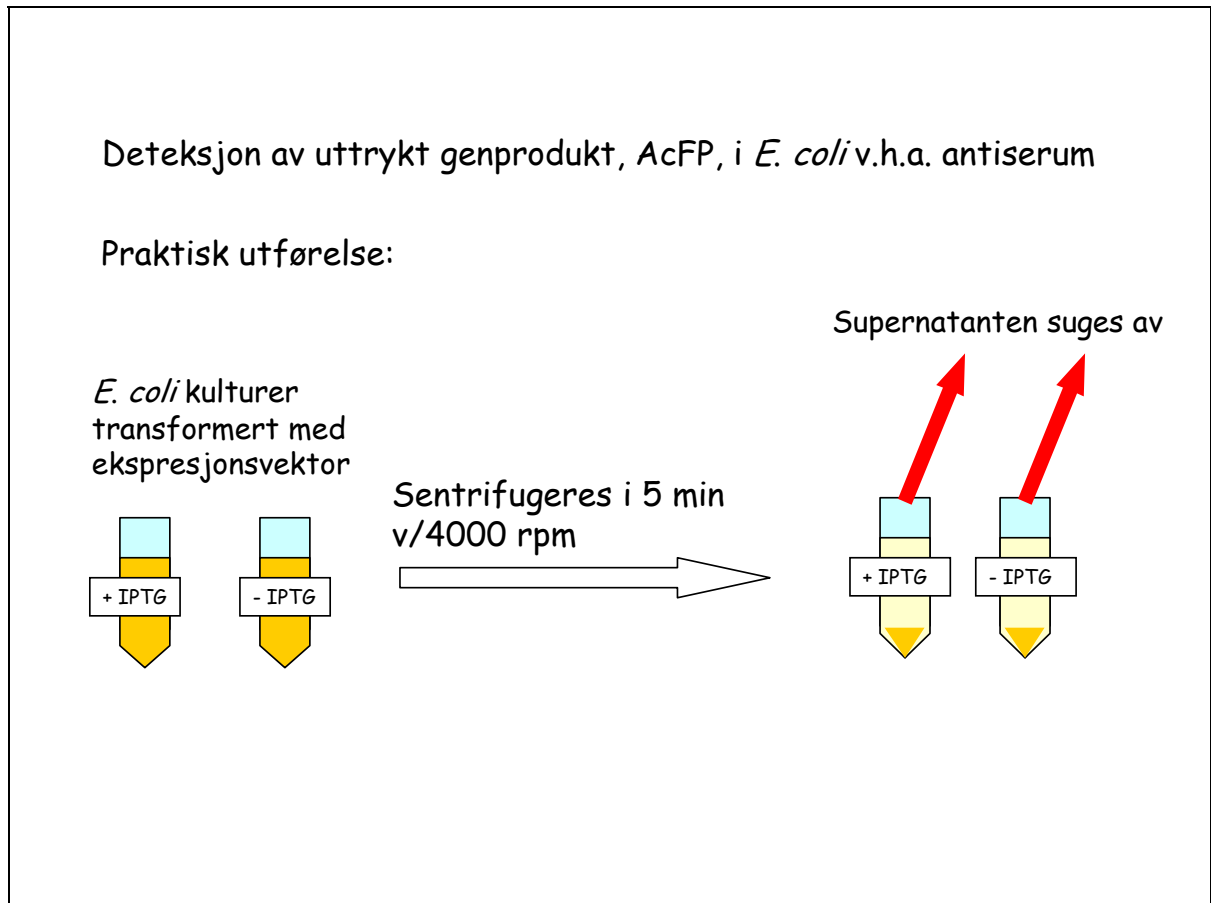 Deteksjon av uttrykt genprodukt, AcFP, i E. coli v.h.a. antiserum
Praktisk utførelse:
Supernatanten suges av
E. coli kulturer
transformert med
ekspresjonsvektor
Sentrifugeres i 5 min
v/4000 rpm
+ IPTG
- IPTG
+ IPTG
- IPTG